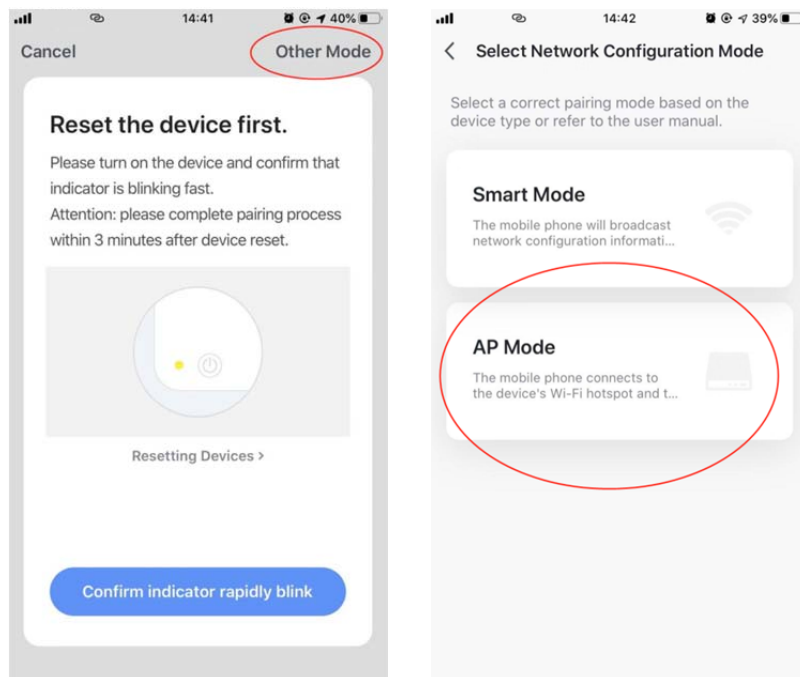 14:41
40%
Cancel
Other Mode
Reset the device first.
Please turn on the device and confirm that
indicator is blinking fast.
Attention: please complete pairing process
within 3 minutes after device reset.
Resetting Devices >
Confirm indicator rapidly blink
14:42
39%
< Select Network Configuration Mode
Select a correct pairing mode based on the
device type or refer to the user manual.
Smart Mode
The mobile phone will broadcast
network configuration informati...
AP Mode
The mobile phone connects to
the device's Wi-Fi hotspot and t...